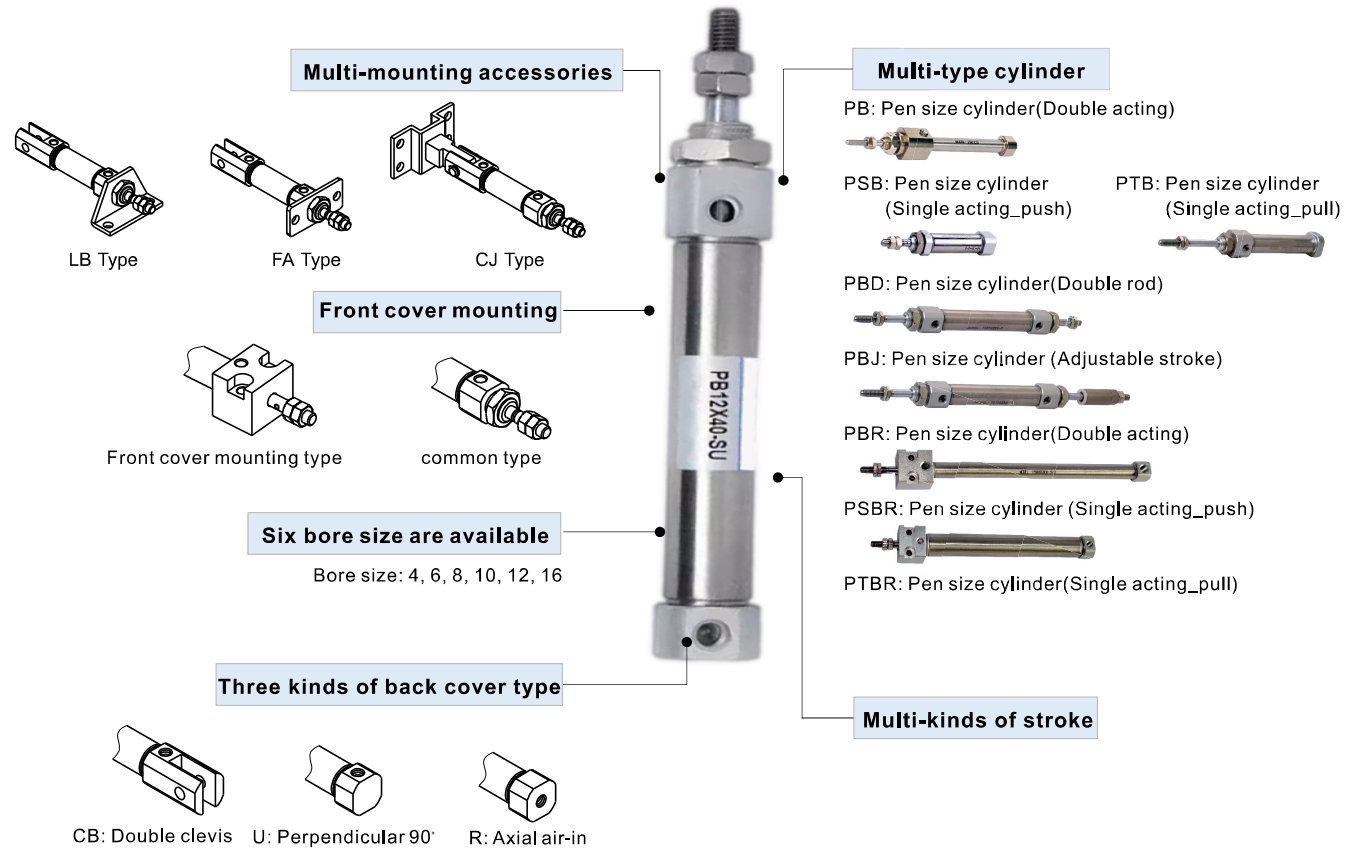 Multi-mounting accessories
LB Type
FA Type
CJ Type
Front cover mounting
Front cover mounting type
common type
Six bore size are available
Bore size: 4, 6, 8, 10, 12, 16
Three kinds of back cover type
CB: Double clevis
U: Perpendicular 90°
R: Axial air-in
PB12X40-SU
Multi-type cylinder
PB: Pen size cylinder(Double acting)
PSB: Pen size cylinder
(Single acting_push)
PTB: Pen size cylinder
(Single acting_pull)
PBD: Pen size cylinder(Double rod)
PBJ: Pen size cylinder (Adjustable stroke)
PBR: Pen size cylinder(Double acting)
PSBR: Pen size cylinder (Single acting_push)
PTBR: Pen size cylinder(Single acting_pull)
Multi-kinds of stroke